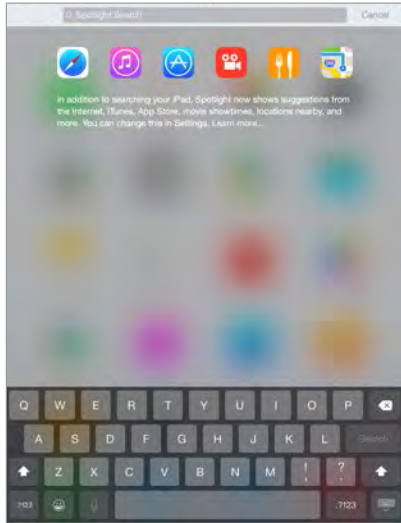 Spotlight Search Cancel
In addition to searching your iPad, Spotlight now shows suggestions from
the Internet, iTunes, App Store, movie showtimes, locations nearby, and
more. You can change this in Settings. Learn more...
Q W E R T Y U I O P
A S D F G H J K L Search
Z X C V B N M ! , ? .
.?123 .?123